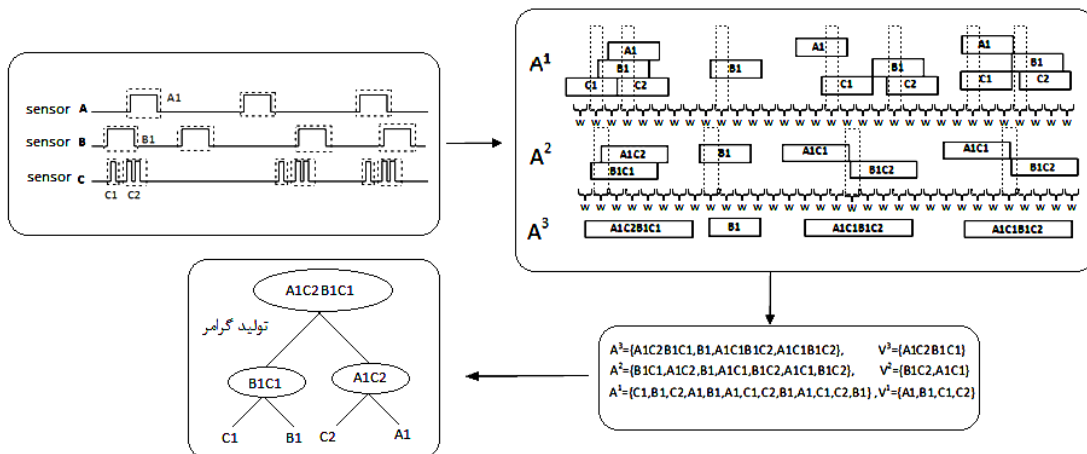 sensor A
A1
sensor B
B1
sensor C
C1 C2
A¹
A1 A1 A1
B1 B1 B1 B1
C1 C2 C1 C2 C1 C2
w w w w w w w w w w w w w w w w w w w w w w w w w w w w w w
A²
A1C2 B1 A1C1 A1C1
B1C1 B1C2 B1C2
w w w w w w w w w w w w w w w w w w w w w w w w w w w w w w
A³
A1C2B1C1 B1 A1C1B1C2 A1C1B1C2
A³={A1C2B1C1,B1,A1C1B1C2,A1C1B1C2}, V³={A1C2B1C1}
A²={B1C1,A1C2,B1,A1C1,B1C2,A1C1,B1C2}, V²={B1C2,A1C1}
A¹={C1,B1,C2,A1,B1,A1,C1,C2,B1,A1,C1,C2,B1} ,V¹={A1,B1,C1,C2}
A1C2B1C1
تولید گرامر
B1C1 A1C2
C1 B1 C2 A1